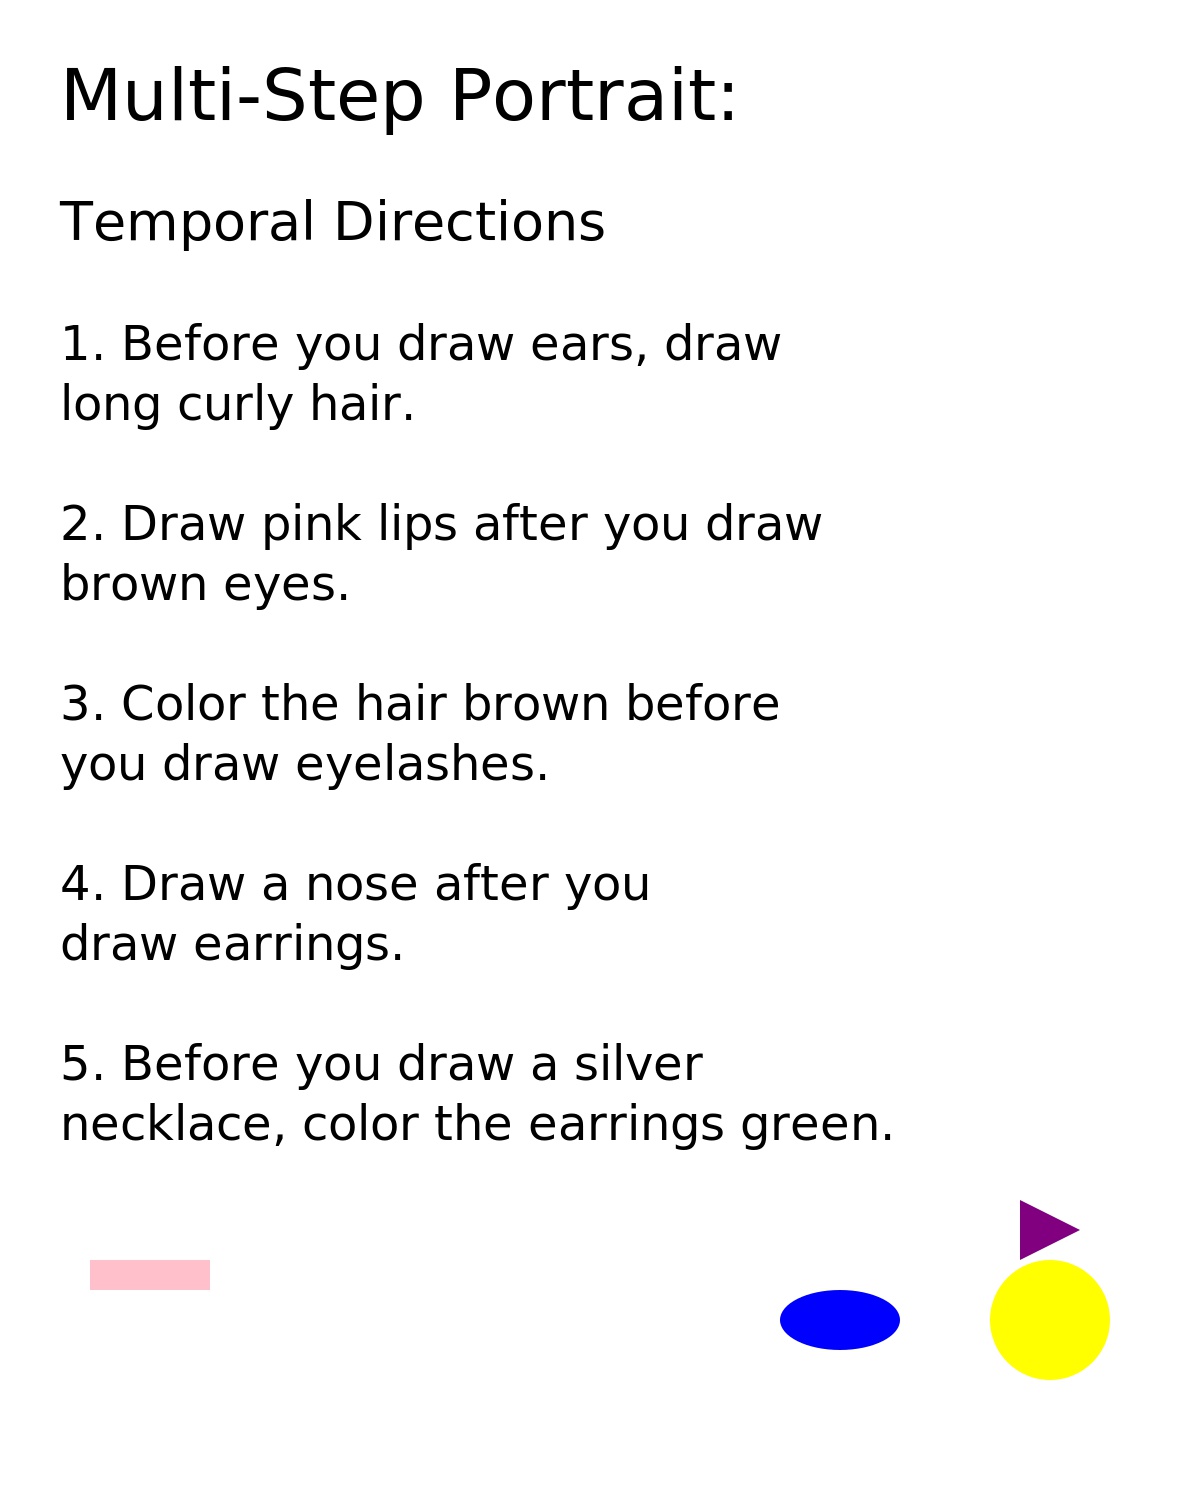 Multi-Step Portrait:
Temporal Directions
1. Before you draw ears, draw
long curly hair.
2. Draw pink lips after you draw
brown eyes.
3. Color the hair brown before
you draw eyelashes.
4. Draw a nose after you
draw earrings.
5. Before you draw a silver
necklace, color the earrings green.